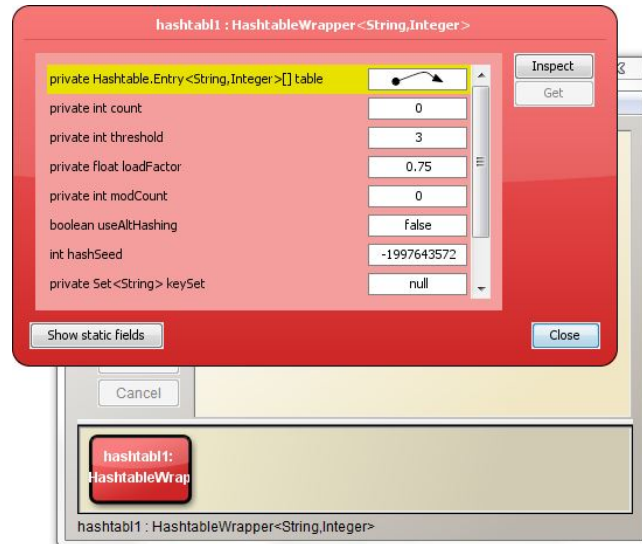 hashtabl1 : HashtableWrapper<String,Integer>
private Hashtable.Entry<String,Integer>[] table
private int count 0
private int threshold 3
private float loadFactor 0.75
private int modCount 0
boolean useAltHashing false
int hashSeed -1997643572
private Set<String> keySet null
Inspect
Get
Show static fields
Close
Cancel
hashtabl1:
HashtableWrap
hashtabl1 : HashtableWrapper<String,Integer>